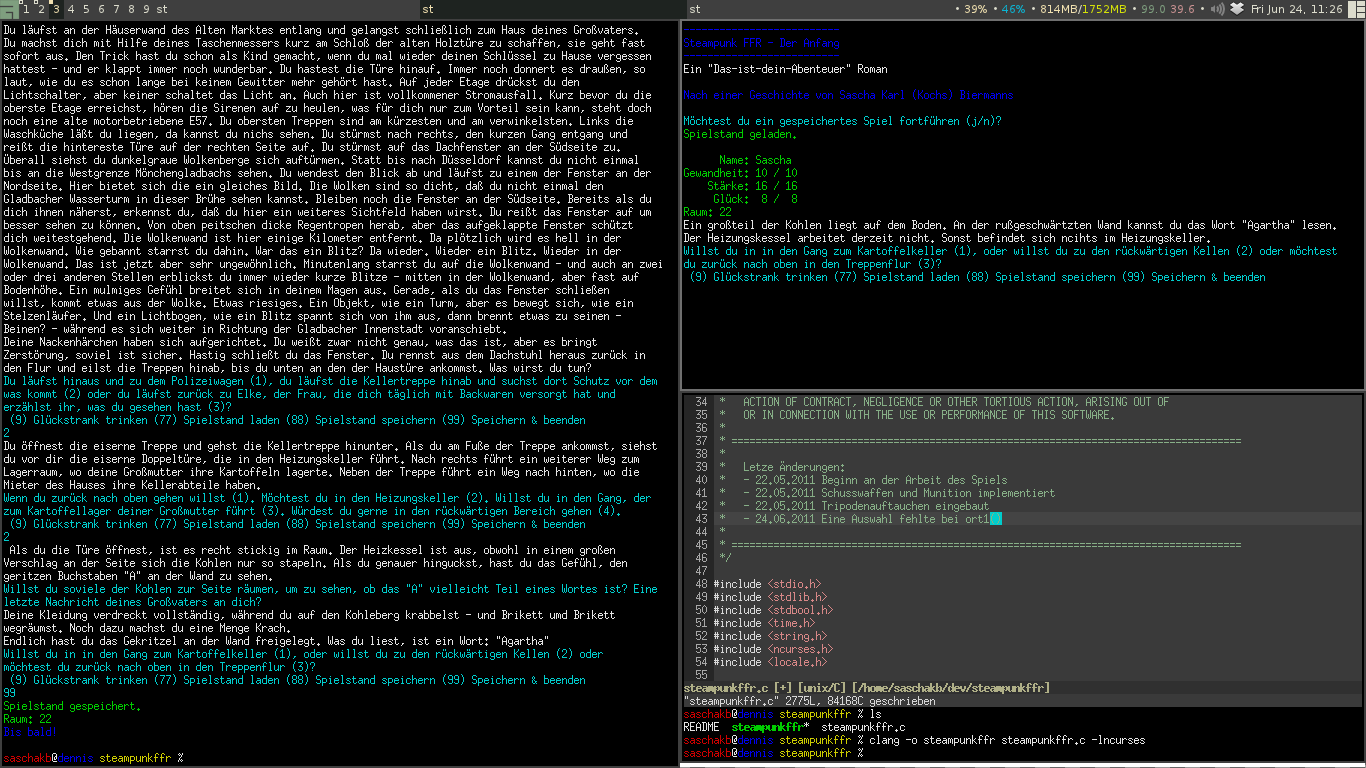 1 2 3 4 5 6 7 8 9 st
st
st
• 39% • 46% • 814MB/1752MB • 99.0 39.6 • Fri Jun 24, 11:26
Du läufst an der Häuserwand des Alten Marktes entlang und gelangst schließlich zum Haus deines Großvaters.
Du machst dich mit Hilfe deines Taschenmessers kurz am Schloß der alten Holztüre zu schaffen, sie geht fast
sofort aus. Den Trick hast du schon als Kind gemacht, wenn du mal wieder deinen Schlüssel zu Hause vergessen
hattest - und er klappt immer noch wunderbar. Du hastest die Türe hinauf. Immer noch donnert es draußen, so
laut, wie du es schon lange bei keinem Gewitter mehr gehört hast. Auf jeder Etage drückst du den
Lichtschalter, aber keiner schaltet das Licht an. Auch hier ist vollkommener Stromausfall. Kurz bevor du die
oberste Etage erreichst, hören die Sirenen auf zu heulen, was für dich nur zum Vorteil sein kann, steht doch
noch eine alte motorbetriebene E57. Du obersten Treppen sind am kürzesten und am verwinkelsten. Links die
Waschküche läßt du liegen, da kannst du nichs sehen. Du stürmst nach rechts, den kurzen Gang entgang und
reißt die hintereste Türe auf der rechten Seite auf. Du stürmst auf das Dachfenster an der Südseite zu.
Überall siehst du dunkelgraue Wolkenberge sich auftürmen. Statt bis nach Düsseldorf kannst du nicht einmal
bis an die Westgrenze Mönchengladbachs sehen. Du wendest den Blick ab und läufst zu einem der Fenster an der
Nordseite. Hier bietet sich die ein gleiches Bild. Die Wolken sind so dicht, daß du nicht einmal den
Gladbacher Wasserturm in dieser Brühe sehen kannst. Bleiben noch die Fenster an der Südseite. Bereits als du
dich ihnen näherst, erkennst du, daß du hier ein weiteres Sichtfeld haben wirst. Du reißt das Fenster auf um
besser sehen zu können. Von oben peitschen dicke Regentropen herab, aber das aufgeklappte Fenster schützt
dich weitestgehend. Die Wolkenwand ist hier einige Kilometer entfernt. Da plötzlich wird es hell in der
Wolkenwand. Wie gebannt starrst du dahin. War das ein Blitz? Da wieder. Wieder ein Blitz. Wieder in der
Wolkenwand. Das ist jetzt aber sehr ungewöhnlich. Minutenlang starrst du auf die Wolkenwand - und auch an zwei
oder drei anderen Stellen erblickst du immer wieder kurze Blitze - mitten in der Wolkenwand, aber fast auf
Bodenhöhe. Ein mulmiges Gefühl breitet sich in deinem Magen aus. Gerade, als du das Fenster schließen
willst, kommt etwas aus der Wolke. Etwas riesiges. Ein Objekt, wie ein Turm, aber es bewegt sich, wie ein
Stelzenläufer. Und ein Lichtbogen, wie ein Blitz spannt sich von ihm aus, dann brennt etwas zu seinen -
Beinen? - während es sich weiter in Richtung der Gladbacher Innenstadt voranschiebt.
Deine Nackenhärchen haben sich aufgerichtet. Du weißt zwar nicht genau, was das ist, aber es bringt
Zerstörung, soviel ist sicher. Hastig schließt du das Fenster. Du rennst aus dem Dachstuhl heraus zurück in
den Flur und eilst die Treppen hinab, bis du unten an den der Haustüre ankommst. Was wirst du tun?
Du läufst hinaus und zu dem Polizeiwagen (1), du läufst die Kellertreppe hinab und suchst dort Schutz vor dem
was kommt (2) oder du läufst zurück zu Elke, der Frau, die dich täglich mit Backwaren versorgt hat und
erzählst ihr, was du gesehen hast (3)?
(9) Glückstrank trinken (77) Spielstand laden (88) Spielstand speichern (99) Speichern & beenden
2
Du öffnest die eiserne Treppe und gehst die Kellertreppe hinunter. Als du am Fuße der Treppe ankommst, siehst
du vor dir die eiserne Doppeltüre, die in den Heizungskeller führt. Nach rechts führt ein weiterer Weg zum
Lagerraum, wo deine Großmutter ihre Kartoffeln lagerte. Neben der Treppe führt ein Weg nach hinten, wo die
Mieter des Hauses ihre Kellerabteile haben.
Wenn du zurück nach oben gehen willst (1). Möchtest du in den Heizungskeller (2). Willst du in den Gang, der
zum Kartoffellager deiner Großmutter führt (3). Würdest du gerne in den rückwärtigen Bereich gehen (4).
(9) Glückstrank trinken (77) Spielstand laden (88) Spielstand speichern (99) Speichern & beenden
2
Als du die Türe öffnest, ist es recht stickig im Raum. Der Heizkessel ist aus, obwohl in einem großen
Verschlag an der Seite sich die Kohlen nur so stapeln. Als du genauer hinguckst, hast du das Gefühl, den
geritzen Buchstaben "A" an der Wand zu sehen.
Willst du soviele der Kohlen zur Seite räumen, um zu sehen, ob das "A" vielleicht Teil eines Wortes ist? Eine
letzte Nachricht deines Großvaters an dich?
Deine Kleidung verdreckt vollständig, während du auf den Kohleberg krabbelst - und Brikett umd Brikett
wegräumst. Noch dazu machst du eine Menge Krach.
Endlich hast du das Gekritzel an der Wand freigelegt. Was du liest, ist ein Wort: "Agartha"
Willst du in in den Gang zum Kartoffelkeller (1), oder willst du zu den rückwärtigen Kellen (2) oder
möchtest du zurück nach oben in den Treppenflur (3)?
(9) Glückstrank trinken (77) Spielstand laden (88) Spielstand speichern (99) Speichern & beenden
99
Spielstand gespeichert.
Raum: 22
Bis bald!
saschakb@dennis steampunkffr %
Steampunk FFR - Der Anfang
Ein "Das-ist-dein-Abenteuer" Roman
Nach einer Geschichte von Sascha Karl (Kochs) Biermanns
Möchtest du ein gespeichertes Spiel fortführen (j/n)?
Spielstand geladen.
Name: Sascha
Gewandheit: 10 / 10
Stärke: 16 / 16
Glück: 8 / 8
Raum: 22
Ein großteil der Kohlen liegt auf dem Boden. An der rußgeschwärtzten Wand kannst du das Wort "Agartha" lesen.
Der Heizungskessel arbeitet derzeit nicht. Sonst befindet sich ncihts im Heizungskeller.
Willst du in in den Gang zum Kartoffelkeller (1), oder willst du zu den rückwärtigen Kellen (2) oder möchtest
du zurück nach oben in den Treppenflur (3)?
(9) Glückstrank trinken (77) Spielstand laden (88) Spielstand speichern (99) Speichern & beenden
34 * ACTION OF CONTRACT, NEGLIGENCE OR OTHER TORTIOUS ACTION, ARISING OUT OF
35 * OR IN CONNECTION WITH THE USE OR PERFORMANCE OF THIS SOFTWARE.
36 *
37 * =====================================================================================
38 *
39 * Letze Änderungen:
40 * - 22.05.2011 Beginn an der Arbeit des Spiels
41 * - 22.05.2011 Schusswaffen und Munition implementiert
42 * - 22.05.2011 Tripodenauftauchen eingebaut
43 * - 24.06.2011 Eine Auswahl fehlte bei ort1()
44 *
45 * =====================================================================================
46 */
47
48 #include <stdio.h>
49 #include <stdlib.h>
50 #include <stdbool.h>
51 #include <time.h>
52 #include <string.h>
53 #include <ncurses.h>
54 #include <locale.h>
55
steampunkffr.c [+] [unix/C] [/home/saschakb/dev/steampunkffr]
"steampunkffr.c" 2775L, 84168C geschrieben
saschakb@dennis steampunkffr % ls
README steampunkffr* steampunkffr.c
saschakb@dennis steampunkffr % clang -o steampunkffr steampunkffr.c -lncurses
saschakb@dennis steampunkffr %